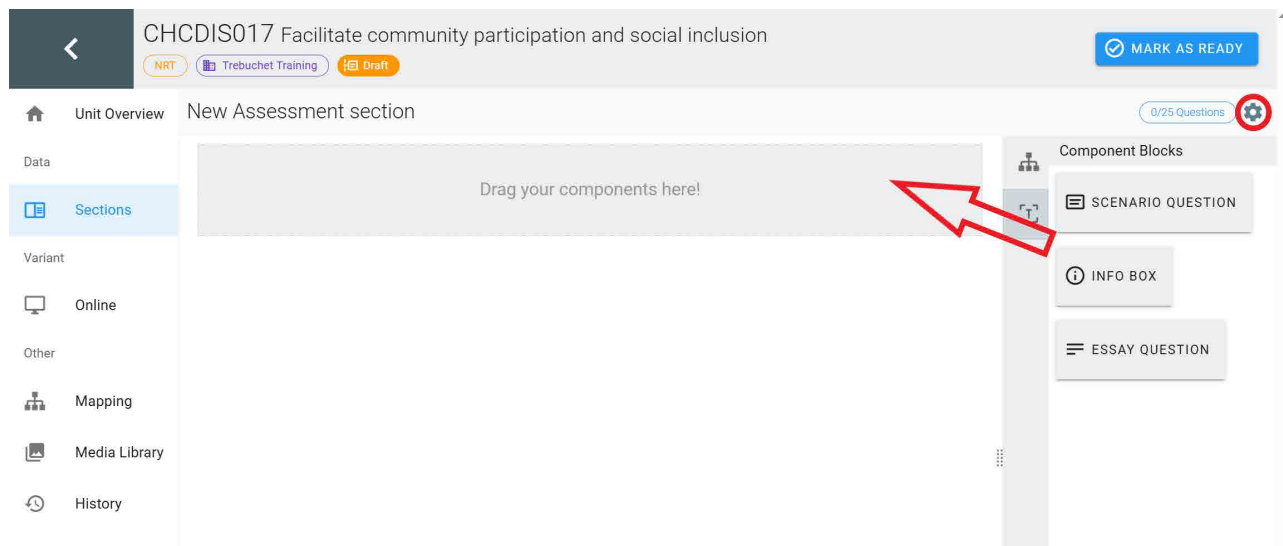 CHCDIS017 Facilitate community participation and social inclusion
NRT Trebuchet Training Draft
MARK AS READY
Unit Overview
New Assessment section
0/25 Questions
Data
Sections
Variant
Online
Other
Mapping
Media Library
History
Drag your components here!
Component Blocks
T
SCENARIO QUESTION
INFO BOX
ESSAY QUESTION